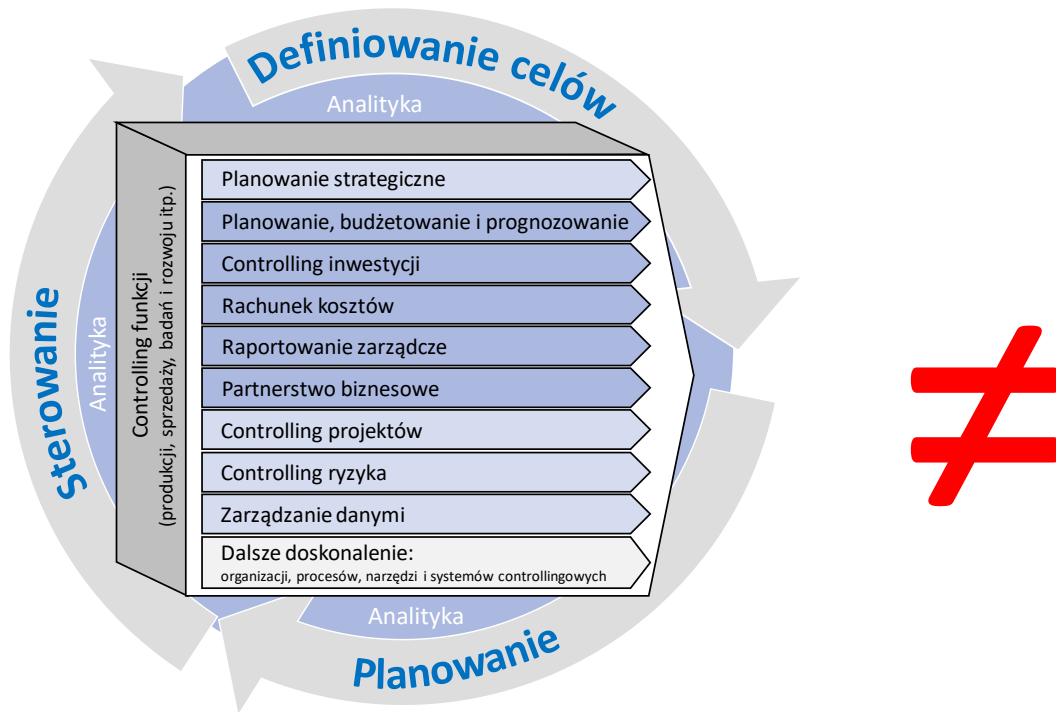 Definiowanie celów
Analityka
Planowanie strategiczne
Planowanie, budżetowanie i prognozowanie
Controlling inwestycji
Rachunek kosztów
Raportowanie zarządcze
Partnerstwo biznesowe
Controlling projektów
Controlling ryzyka
Zarządzanie danymi
Dalsze doskonalenie:
organizacji, procesów, narzędzi i systemów controllingowych
Controlling funkcji
(produkcji, sprzedaży, badań i rozwoju itp.)
Analityka
Sterowanie
Analityka
Planowanie
≠